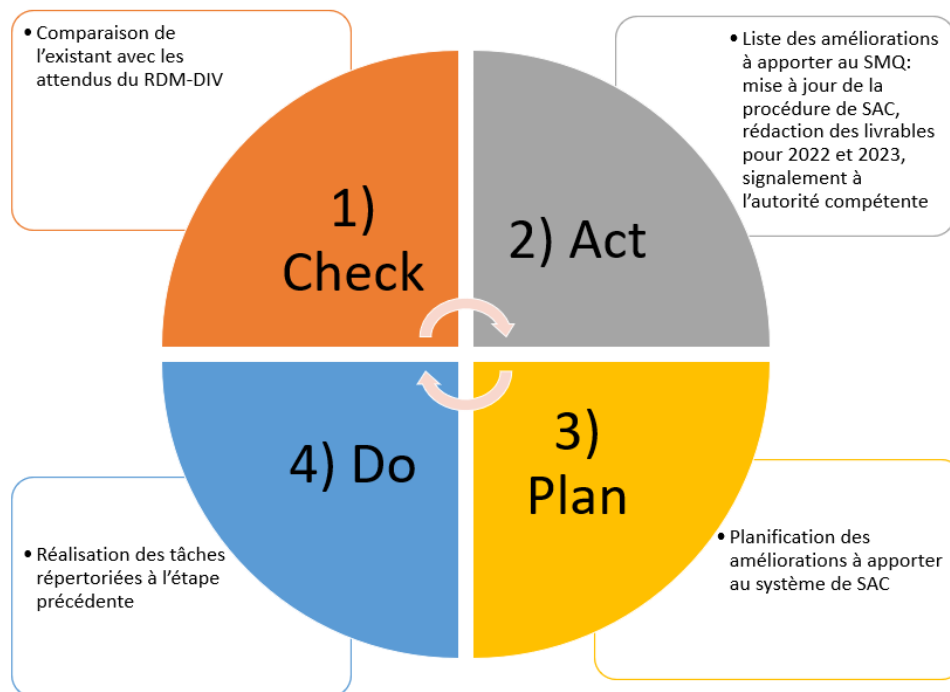 • Comparaison de
l’existant avec les
attendus du RDM-DIV
• Liste des améliorations
à apporter au SMQ:
mise à jour de la
procédure de SAC,
rédaction des livrables
pour 2022 et 2023,
signalement à
l’autorité compétente
1)
Check
2) Act
4) Do
3)
Plan
• Réalisation des tâches
répertoriées à l’étape
précédente
• Planification des
améliorations à apporter
au système de SAC